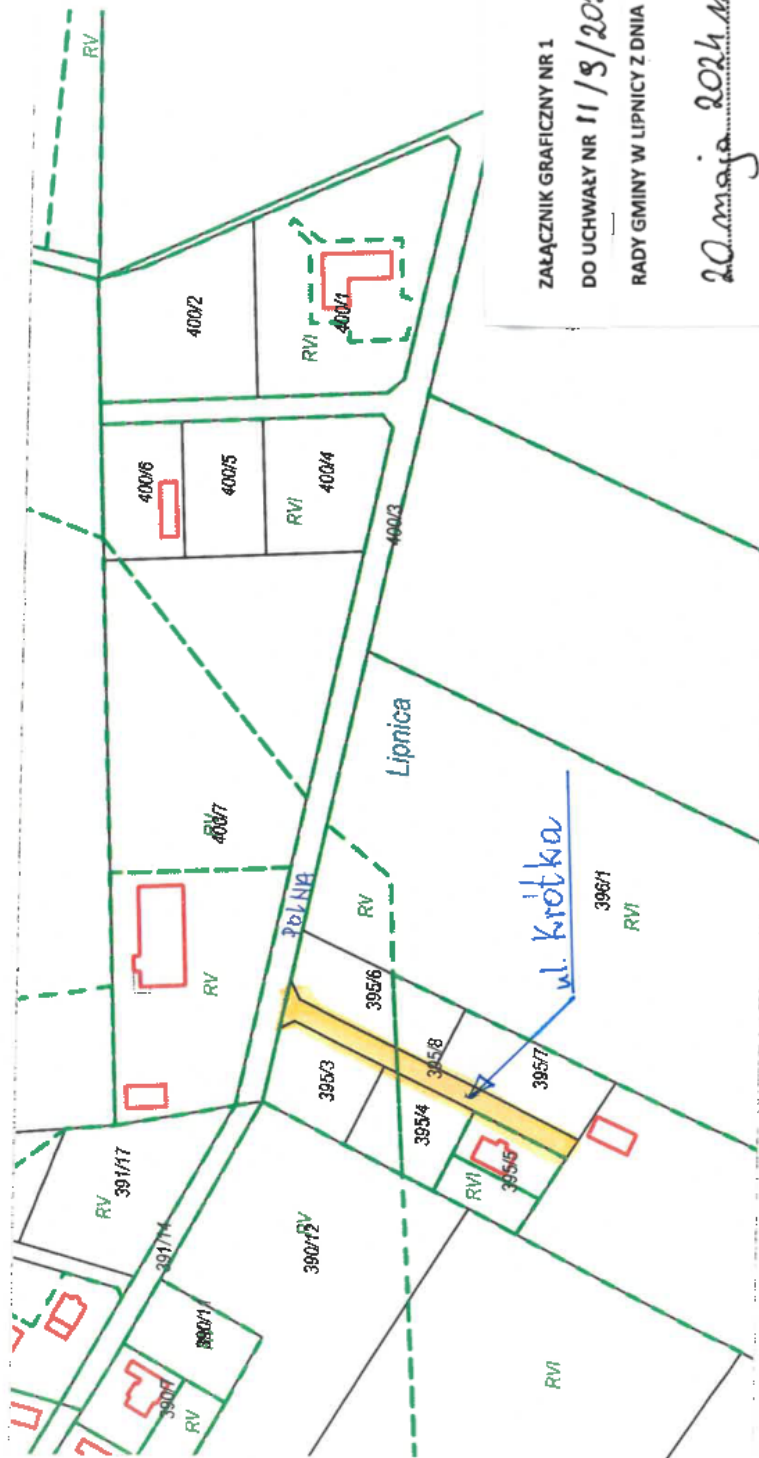 RV
400/2
RVI
400/1
400/6
400/5
400/4
RVI
400/3
RV
400/7
RV
POLNA
Lipnica
RV
395/6
395/8
395/3
395/4
395/7
395/5
RVI
ul. Krótka
396/1
RVI
391/17
RV
391/14
RV
390/12
390/11
390/7
RV
RVI
ZAŁĄCZNIK GRAFICZNY NR 1
DO UCHWAŁY NR II/9/20
RADY GMINY W LIPNICY Z DNIA
20 maja 2024